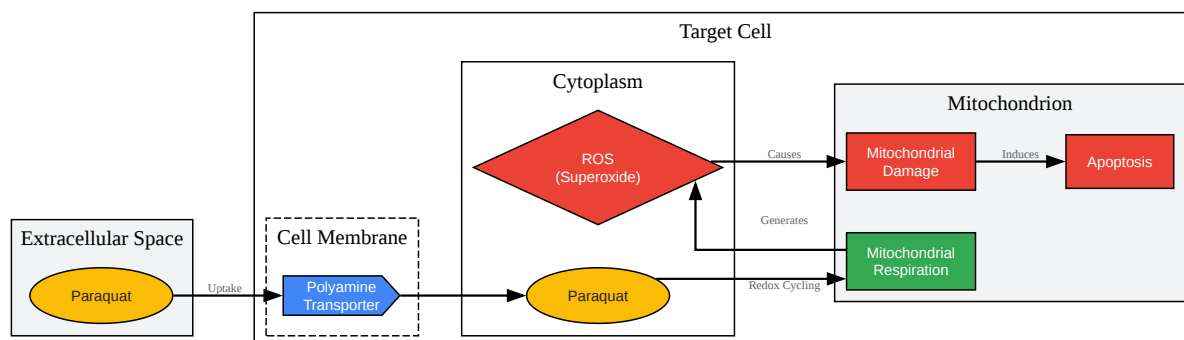 Target Cell
Cytoplasm
Mitochondrion
ROS
(Superoxide)
Causes
Mitochondrial
Damage
Induces
Apoptosis
Generates
Extracellular Space
Cell Membrane
Mitochondrial
Respiration
Paraquat
Uptake
Polyamine
Transporter
Paraquat
Redox Cycling